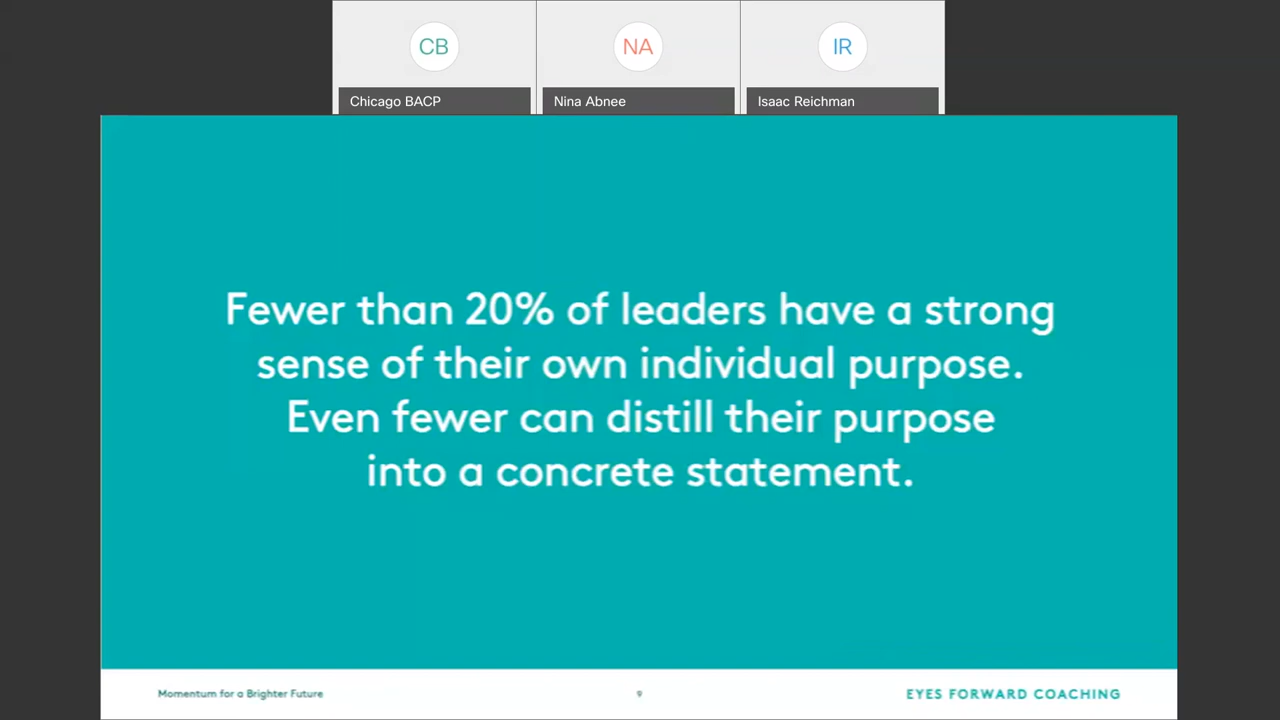 CB
NA
IR
Chicago BACP
Nina Abnee
Isaac Reichman
Fewer than 20% of leaders have a strong
sense of their own individual purpose.
Even fewer can distill their purpose
into a concrete statement.
Momentum for a Brighter Future
9
EYES FORWARD COACHING